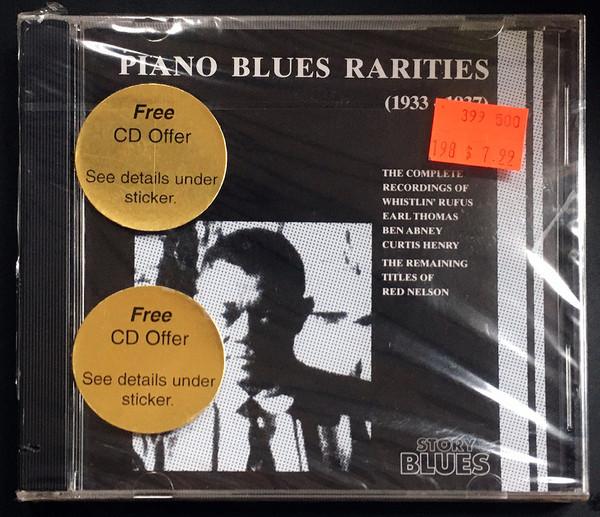 PIANO BLUES RARITIES
(1933 - 1937)
399 500
198 $ 7.99
Free
CD Offer
See details under
sticker.
THE COMPLETE
RECORDINGS OF
WHISTLIN' RUFUS
EARL THOMAS
BEN ABNEY
CURTIS HENRY
THE REMAINING
TITLES OF
RED NELSON
Free
CD Offer
See details under
sticker.
STORY
BLUES